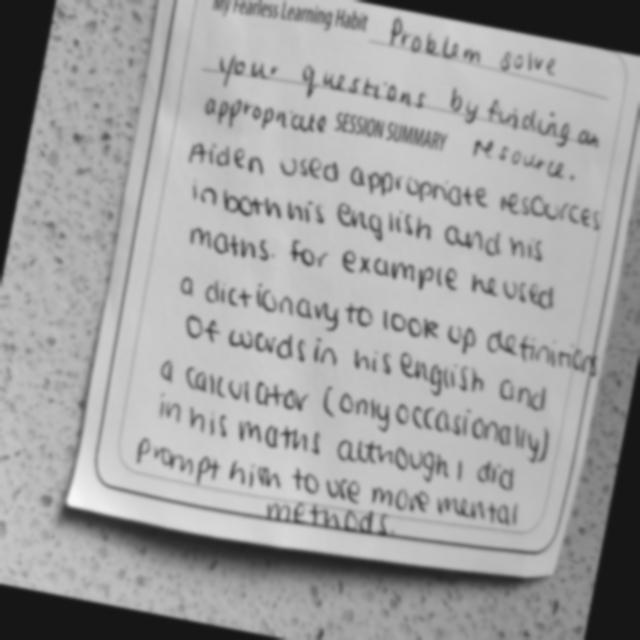 My Fearless Learning Habit Problem solve
your questions by finding an
appropriate SESSION SUMMARY resource.
Aiden used appropriate resources
in both his English and his
maths. For example he used
a dictionary to look up definitions
of words in his English and
a calculator (only occasionally)
in his maths although I did
prompt him to use more mental
methods.